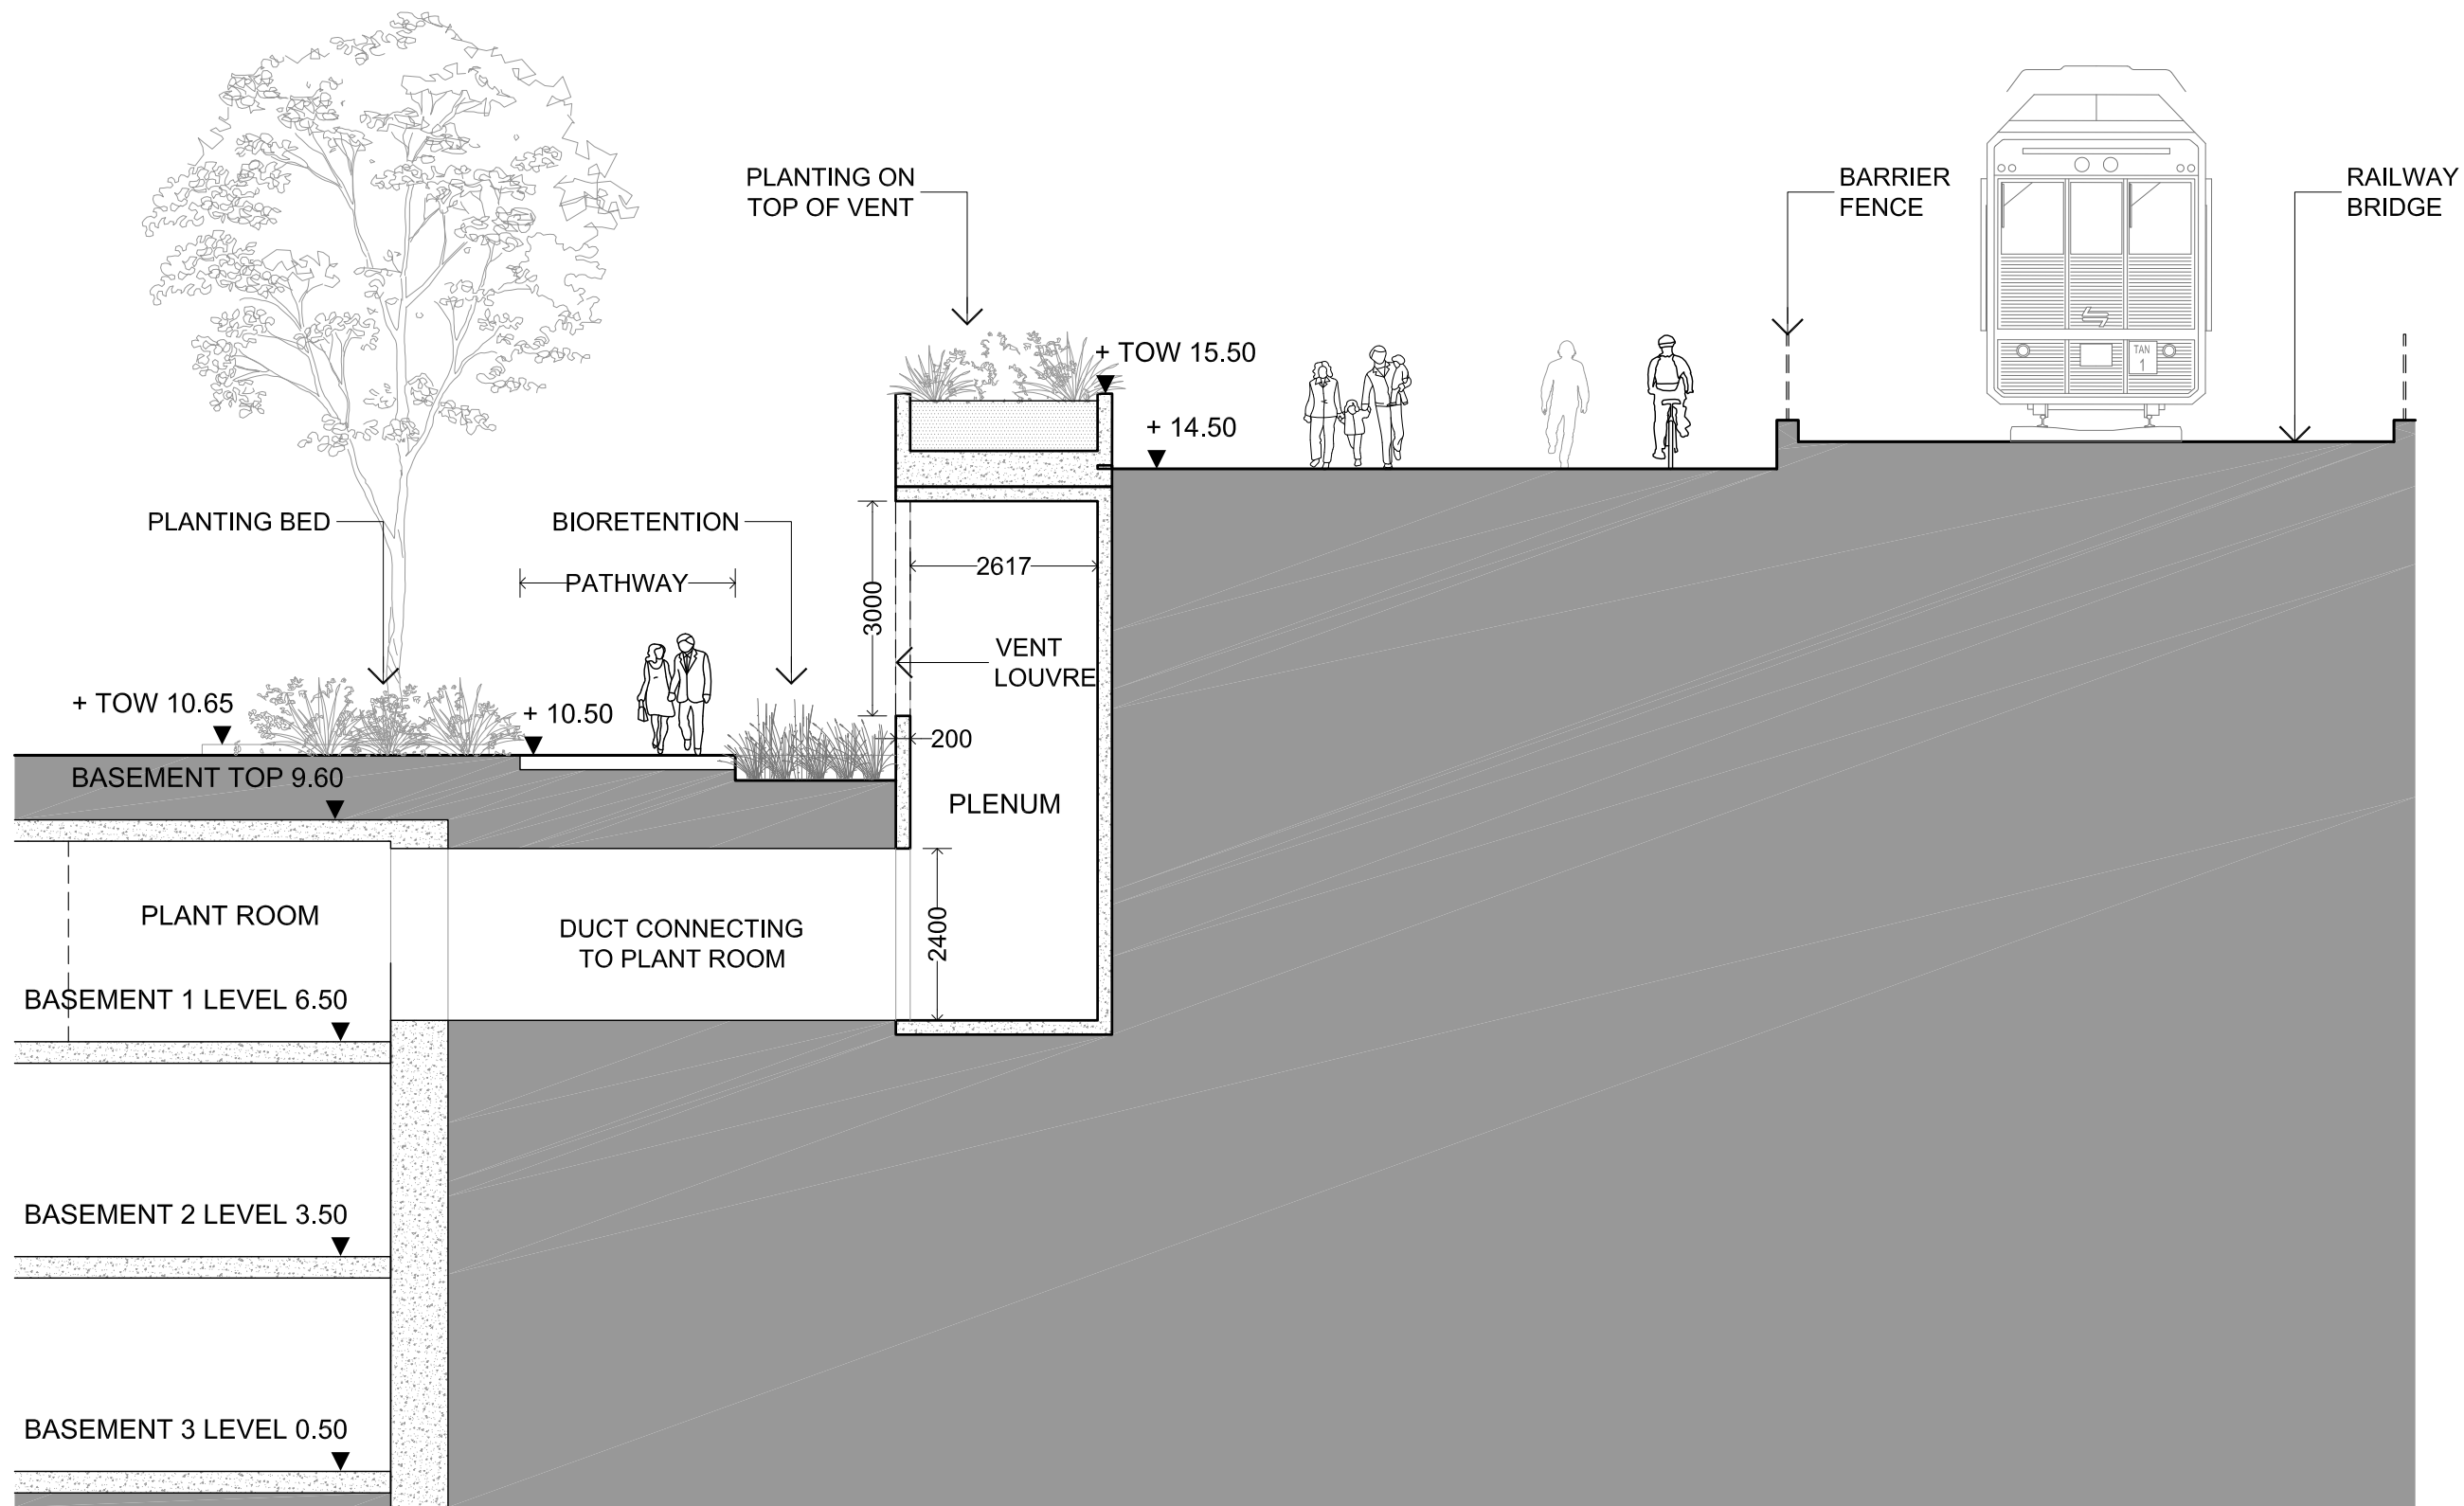 PLANTING ON
TOP OF VENT
BARRIER
FENCE
RAILWAY
BRIDGE
+ TOW 15.50
TAN
1
+ 14.50
PLANTING BED
BIORETENTION
PATHWAY
2617
3000
VENT
LOUVRE
+ TOW 10.65
+ 10.50
200
BASEMENT TOP 9.60
PLENUM
PLANT ROOM
DUCT CONNECTING
TO PLANT ROOM
2400
BASEMENT 1 LEVEL 6.50
BASEMENT 2 LEVEL 3.50
BASEMENT 3 LEVEL 0.50